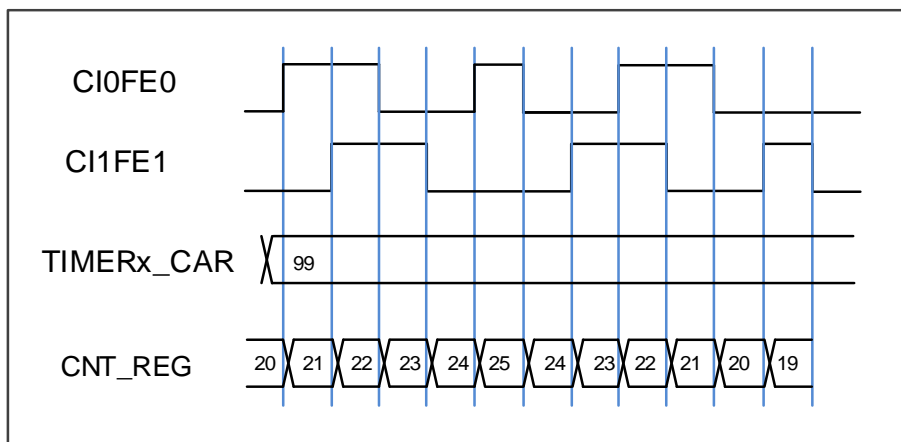 CI0FE0
CI1FE1
TIMERx_CAR 99
CNT_REG 20 21 22 23 24 25 24 23 22 21 20 19